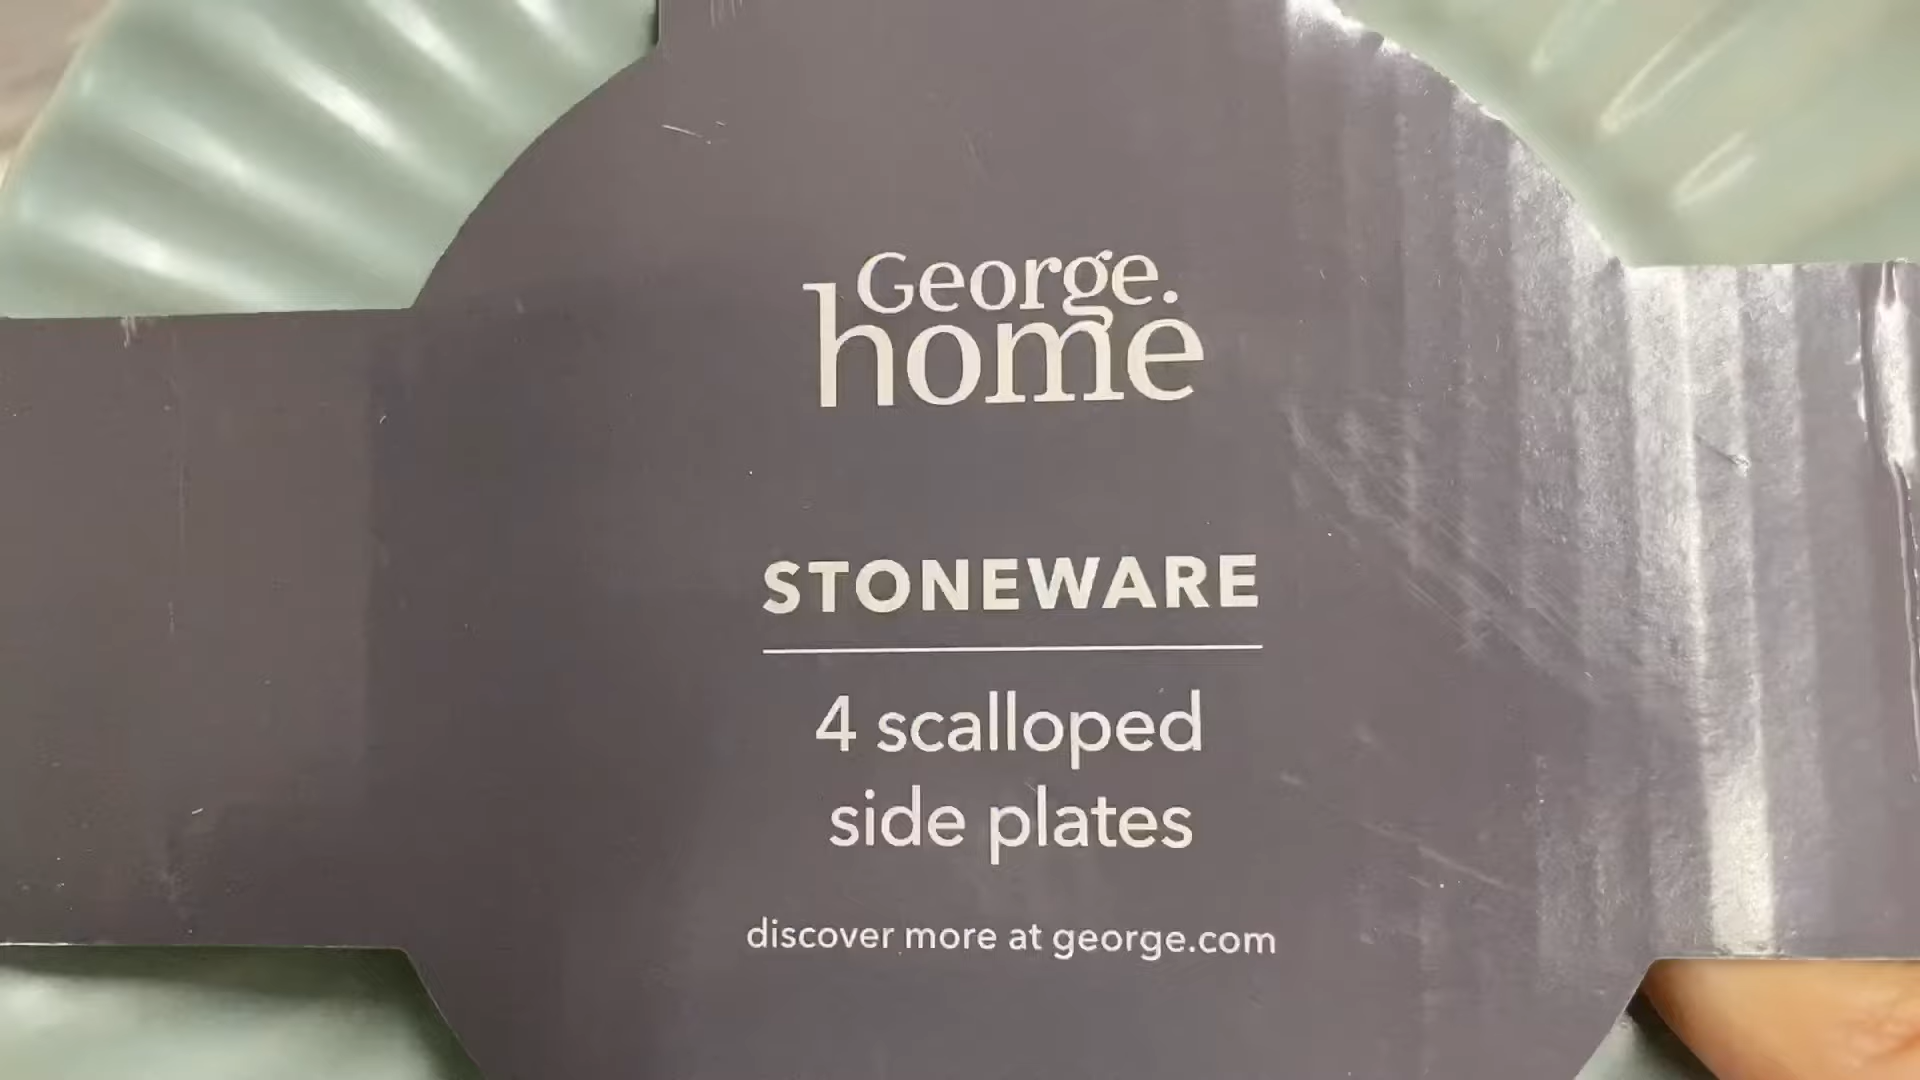 George.
home
STONEWARE
4 scalloped
side plates
discover more at george.com